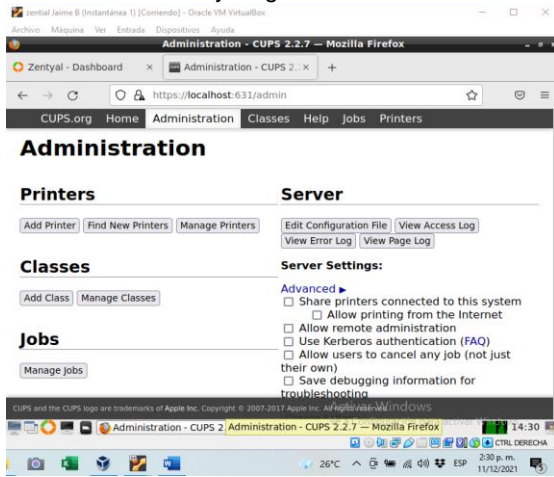 zential Jaime B (Instantánea 1) [Corriendo] - Oracle VM VirtualBox
Archivo Máquina Ver Entrada Dispositivos Ayuda
Administration - CUPS 2.2.7 — Mozilla Firefox
Zentyal - Dashboard × Administration - CUPS 2. × +
https://localhost:631/admin
CUPS.org Home Administration Classes Help Jobs Printers
Administration
Printers
Add Printer Find New Printers Manage Printers
Classes
Add Class Manage Classes
Jobs
Manage Jobs
Server
Edit Configuration File View Access Log
View Error Log View Page Log
Server Settings:
Advanced ▸
Share printers connected to this system
Allow printing from the Internet
Allow remote administration
Use Kerberos authentication (FAQ)
Allow users to cancel any job (not just
their own)
Save debugging information for
troubleshooting
CUPS and the CUPS logo are trademarks of Apple Inc. Copyright © 2007-2017 Apple Inc. All rights reserved.
Activar Windows
Administration - CUPS 2 Administration - CUPS 2.2.7 — Mozilla Firefox 14:30
CTRL DERECHA
26°C ESP 2:30 p. m.
11/12/2021 5